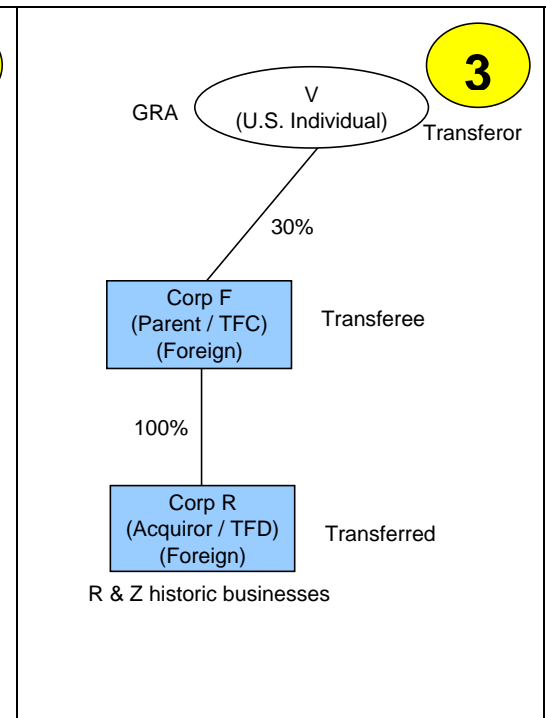 3
GRA
V
(U.S. Individual)
Transferor
30%
Corp F
(Parent / TFC)
(Foreign)
Transferee
100%
Corp R
(Acquiror / TFD)
(Foreign)
Transferred
R & Z historic businesses